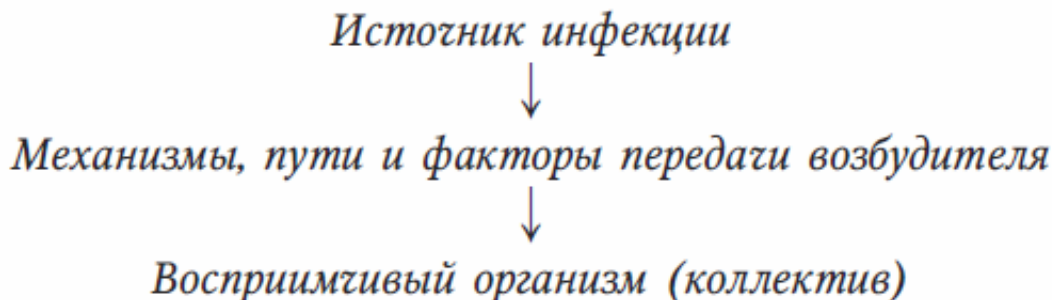 Источник инфекции
Механизмы, пути и факторы передачи возбудителя
Восприимчивый организм (коллектив)